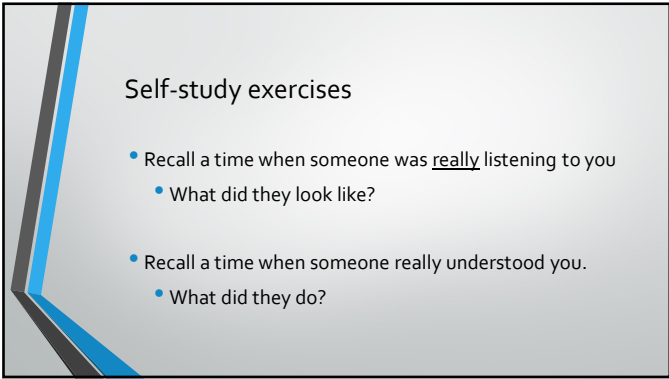 Self-study exercises
• Recall a time when someone was really listening to you
• What did they look like?
• Recall a time when someone really understood you.
• What did they do?